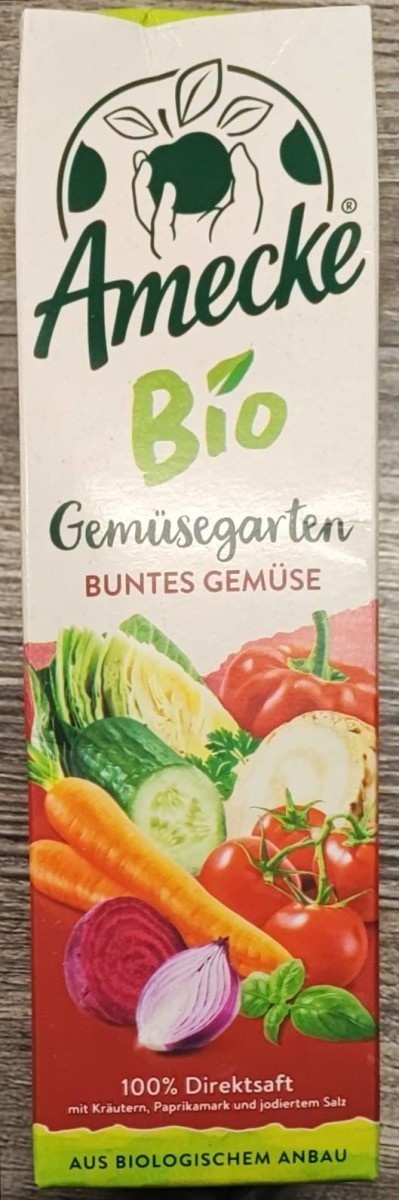 Amecke®
Bio
Gemüsegarten
BUNTES GEMÜSE
100% Direktsaft
mit Kräutern, Paprikamark und jodiertem Salz
AUS BIOLOGISCHEM ANBAU